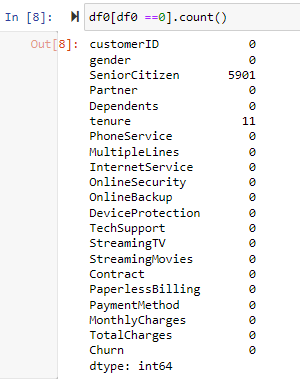 In [8]: df0[df0 ==0].count()
Out[8]: customerID 0
gender 0
SeniorCitizen 5901
Partner 0
Dependents 0
tenure 11
PhoneService 0
MultipleLines 0
InternetService 0
OnlineSecurity 0
OnlineBackup 0
DeviceProtection 0
TechSupport 0
StreamingTV 0
StreamingMovies 0
Contract 0
PaperlessBilling 0
PaymentMethod 0
MonthlyCharges 0
TotalCharges 0
Churn 0
dtype: int64